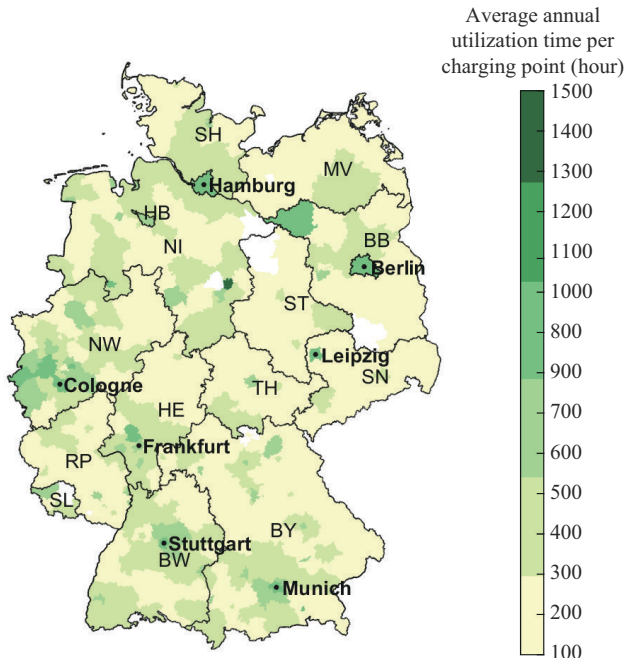 Average annual
utilization time per
charging point (hour)
1500
1400
1300
1200
1100
1000
900
800
700
600
500
400
300
200
100
SH
MV
Hamburg
HB
BB
NI
Berlin
ST
NW
Leipzig
SN
Cologne
TH
HE
Frankfurt
RP
SL
BY
Stuttgart
BW
Munich